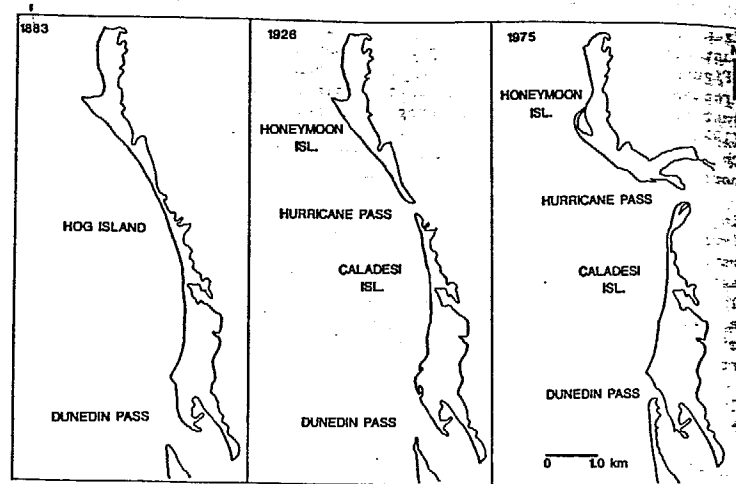 1883
HOG ISLAND
DUNEDIN PASS
1926
HONEYMOON
ISL.
HURRICANE PASS
CALADESI
ISL.
DUNEDIN PASS
1975
N
HONEYMOON
ISL.
HURRICANE PASS
CALADESI
ISL.
DUNEDIN PASS
0 1.0 km